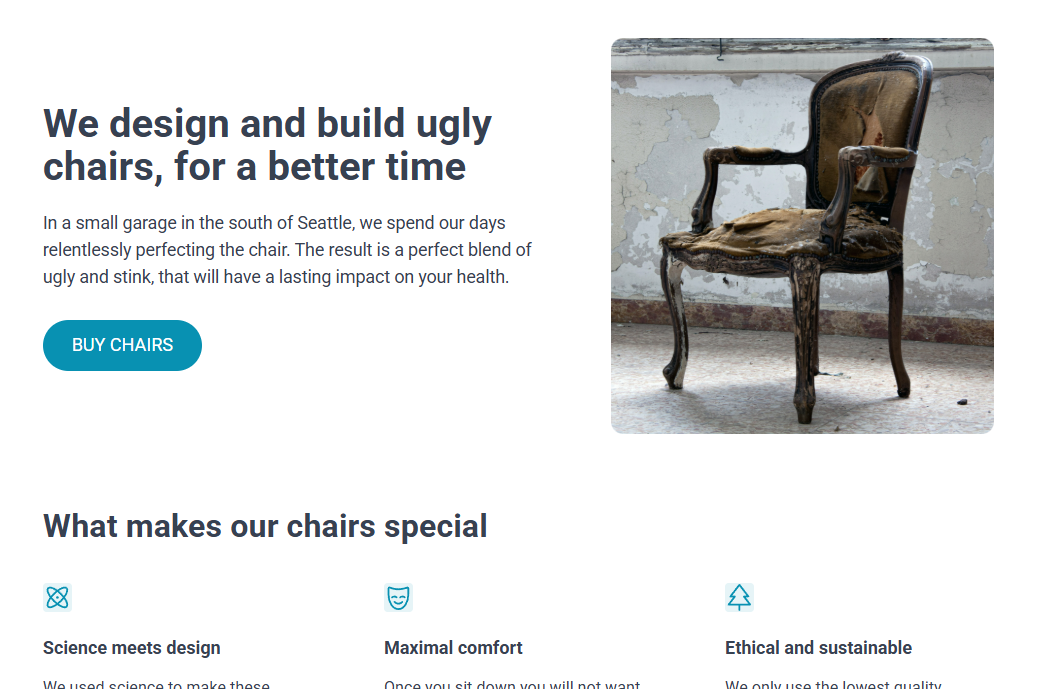 We design and build ugly
chairs, for a better time
In a small garage in the south of Seattle, we spend our days
relentlessly perfecting the chair. The result is a perfect blend of
ugly and stink, that will have a lasting impact on your health.
BUY CHAIRS
What makes our chairs special
Science meets design
Maximal comfort
Ethical and sustainable
We used science to make these
Once you sit down you will not want
We only use the lowest quality